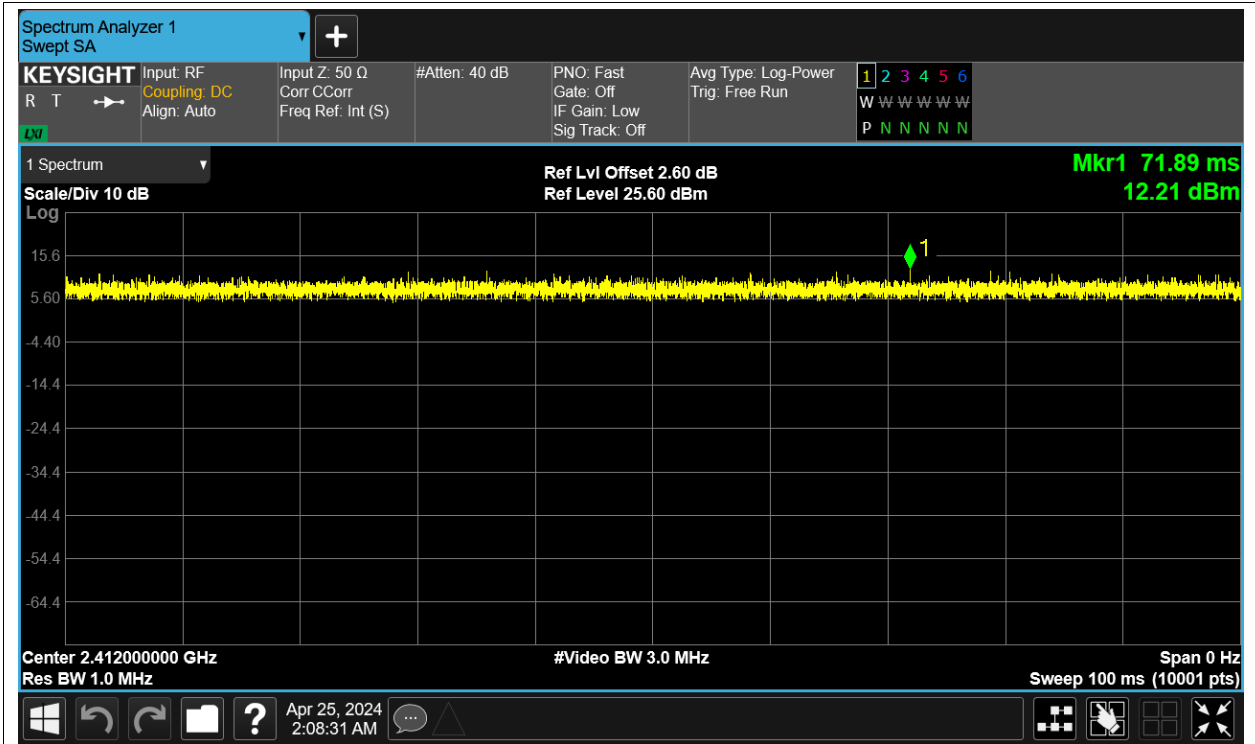 Spectrum Analyzer 1
Swept SA
KEYSIGHT
R T
LXI
Input: RF
Coupling: DC
Align: Auto
Input Z: 50 Ω
Corr CCorr
Freq Ref: Int (S)
#Atten: 40 dB
PNO: Fast
Gate: Off
IF Gain: Low
Sig Track: Off
Avg Type: Log-Power
Trig: Free Run
1 2 3 4 5 6
W W W W W W
P N N N N N
1 Spectrum
Scale/Div 10 dB
Ref Lvl Offset 2.60 dB
Ref Level 25.60 dBm
Mkr1 71.89 ms
12.21 dBm
Log
1
15.6
5.60
-4.40
-14.4
-24.4
-34.4
-44.4
-54.4
-64.4
Center 2.412000000 GHz
Res BW 1.0 MHz
#Video BW 3.0 MHz
Span 0 Hz
Sweep 100 ms (10001 pts)
?
Apr 25, 2024
2:08:31 AM